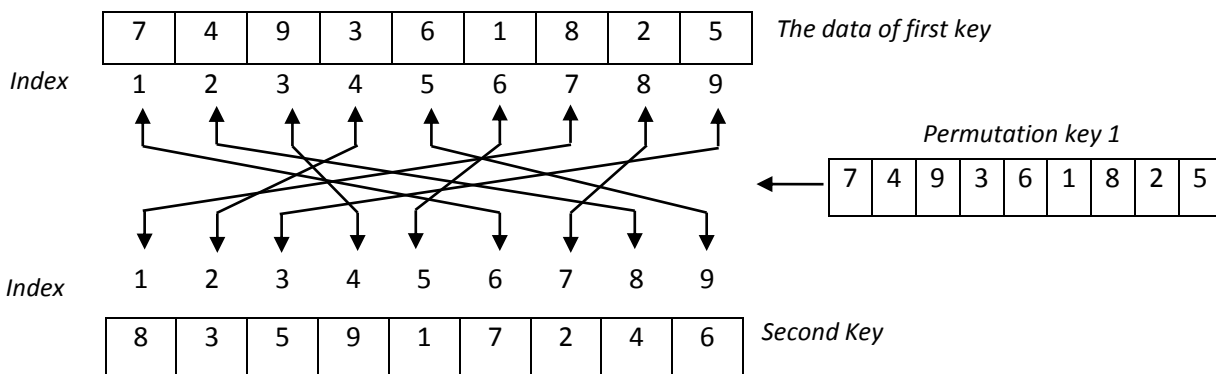 7 4 9 3 6 1 8 2 5 The data of first key
Index 1 2 3 4 5 6 7 8 9
Permutation key 1
7 4 9 3 6 1 8 2 5
Index 1 2 3 4 5 6 7 8 9
8 3 5 9 1 7 2 4 6 Second Key